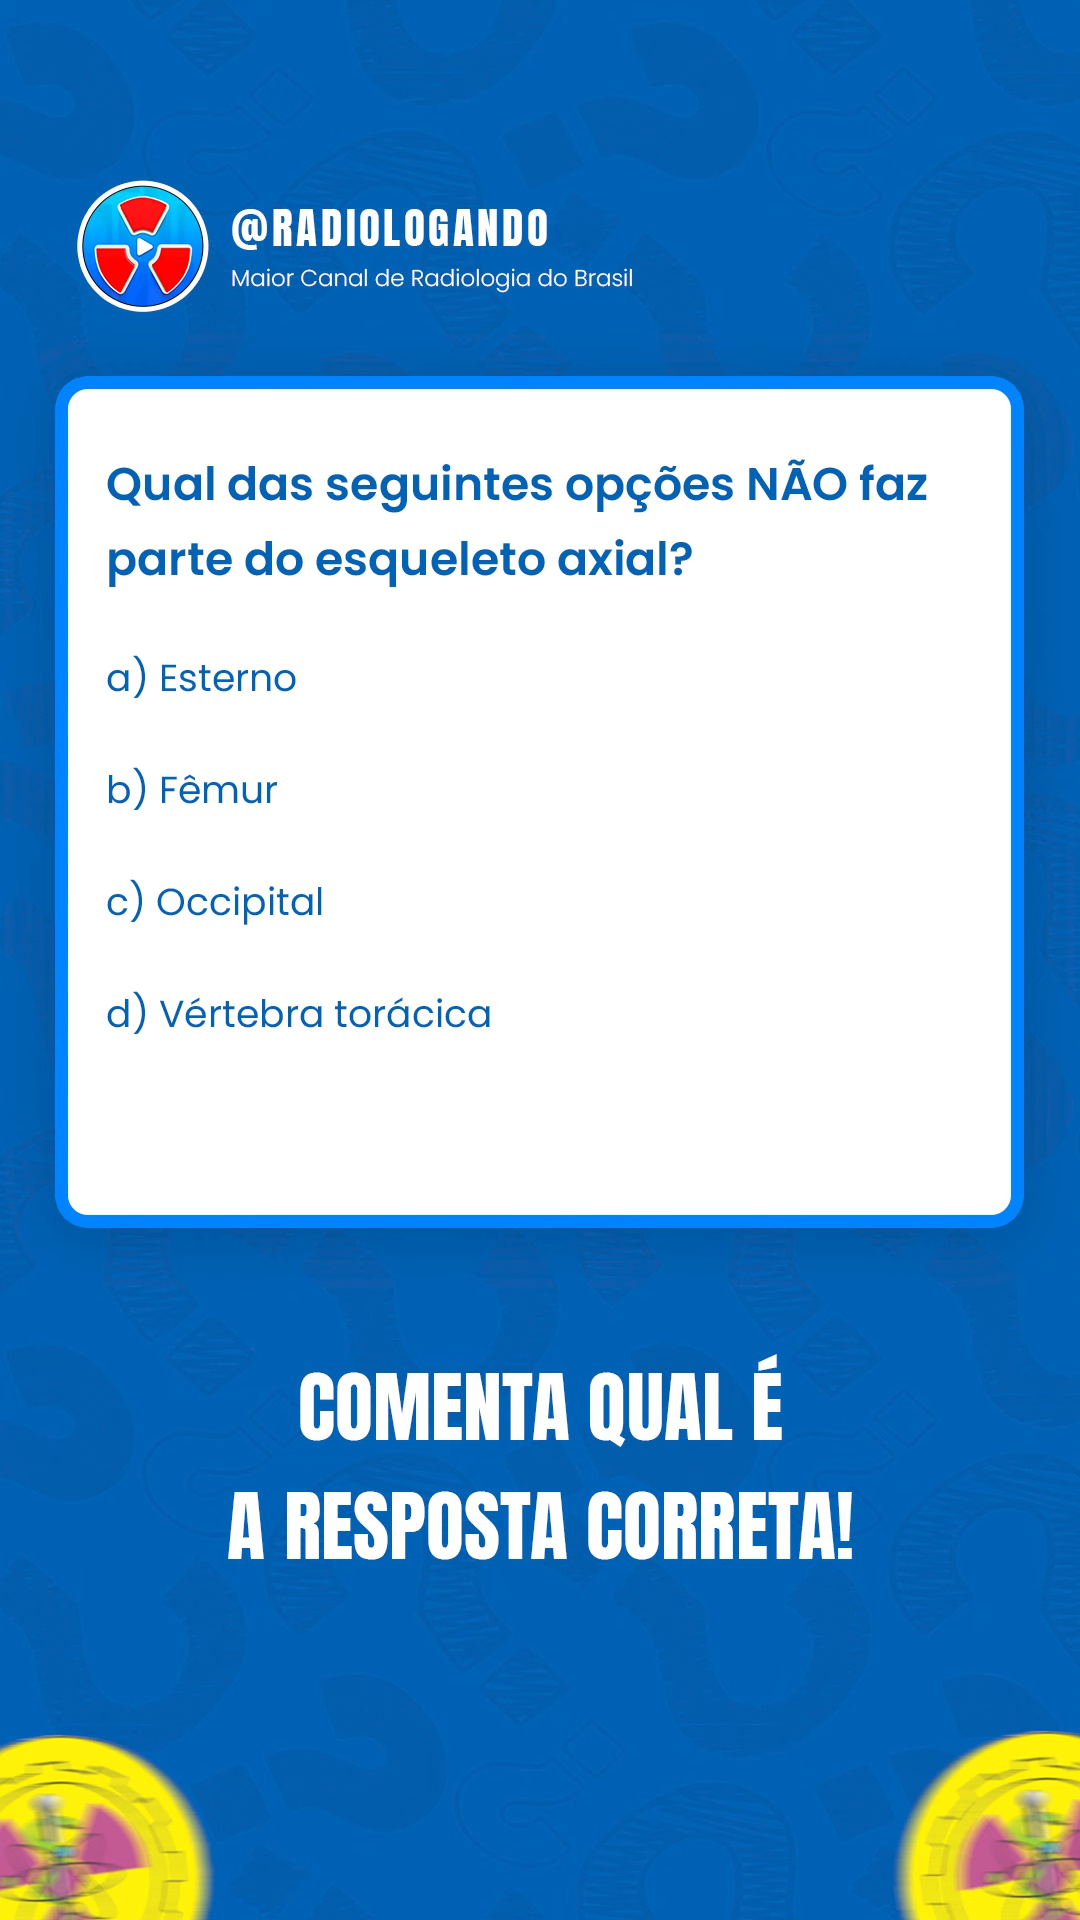 @RADIOLOGANDO
Maior Canal de Radiologia do Brasil
Qual das seguintes opções NÃO faz
parte do esqueleto axial?
a) Esterno
b) Fêmur
c) Occipital
d) Vértebra torácica
COMENTA QUAL É
A RESPOSTA CORRETA!